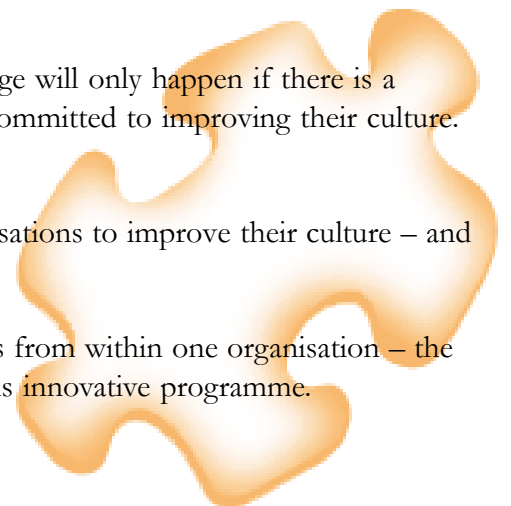 ge will only happen if there is a
ommitted to improving their culture.
sations to improve their culture – and
s from within one organisation – the
is innovative programme.